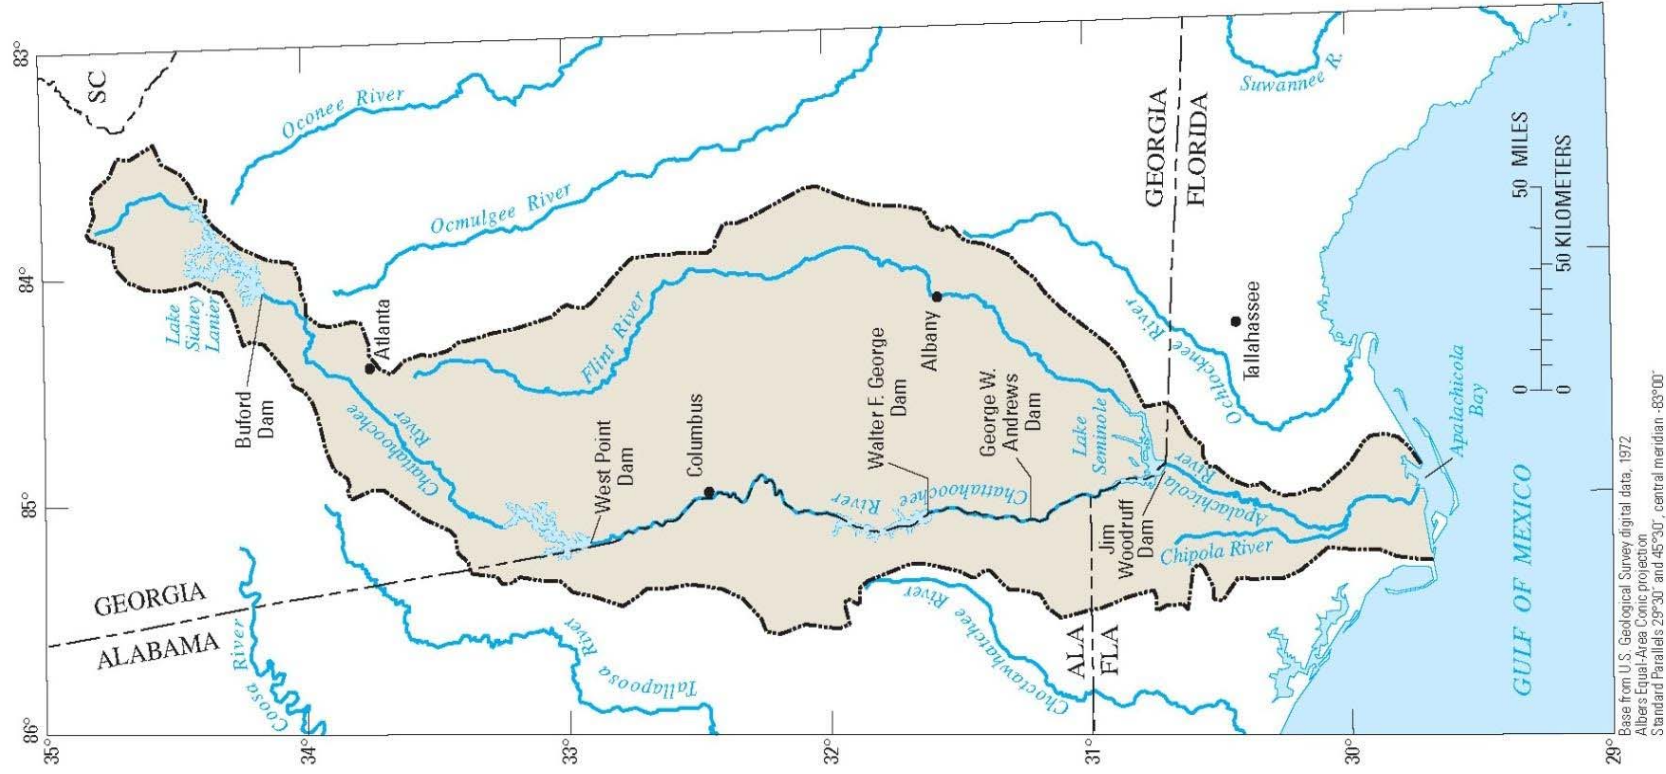 83°
84°
85°
86°
35°
34°
33°
32°
31°
30°
29°
SC
Oconee River
Ocmulgee River
Lake
Sidney
Lanier
Buford
Dam
Atlanta
Chattahoochee
River
Flint River
West Point
Dam
Columbus
Walter F. George
Dam
Albany
George W.
Andrews
Dam
Chattahoochee
River
Lake
Seminole
Jim
Woodruff
Dam
Apalachicola
River
Chipola River
GEORGIA
ALABAMA
Coosa
River
Tallapoosa
River
Choctawhatchee River
ALA
FLA
GEORGIA
FLORIDA
Suwannee R.
Ochlocknee River
Tallahassee
Apalachicola
Bay
GULF OF MEXICO
0 50 MILES
0 50 KILOMETERS
Base from U.S. Geological Survey digital data, 1972
Albers Equal-Area Conic projection
Standard Parallels 29°30' and 45°30', central meridian -83°00'